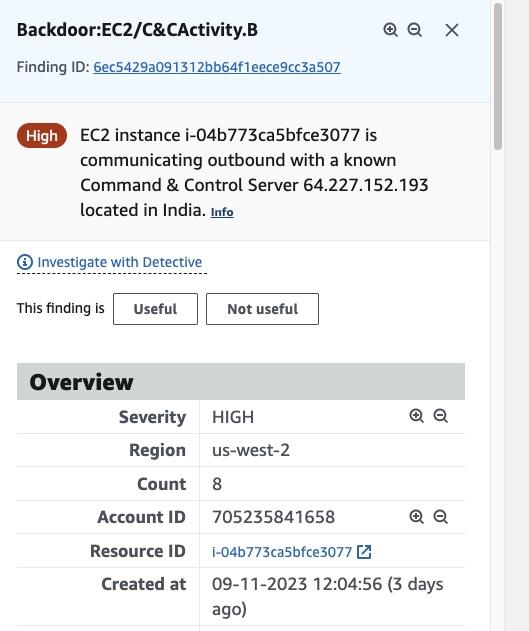 Backdoor:EC2/C&CActivity.B
Finding ID: 6ec5429a091312bb64f1eece9cc3a507
High
EC2 instance i-04b773ca5bfce3077 is
communicating outbound with a known
Command & Control Server 64.227.152.193
located in India. Info
Investigate with Detective
This finding is Useful Not useful
Overview
Severity HIGH
Region us-west-2
Count 8
Account ID 705235841658
Resource ID i-04b773ca5bfce3077
Created at 09-11-2023 12:04:56 (3 days
ago)